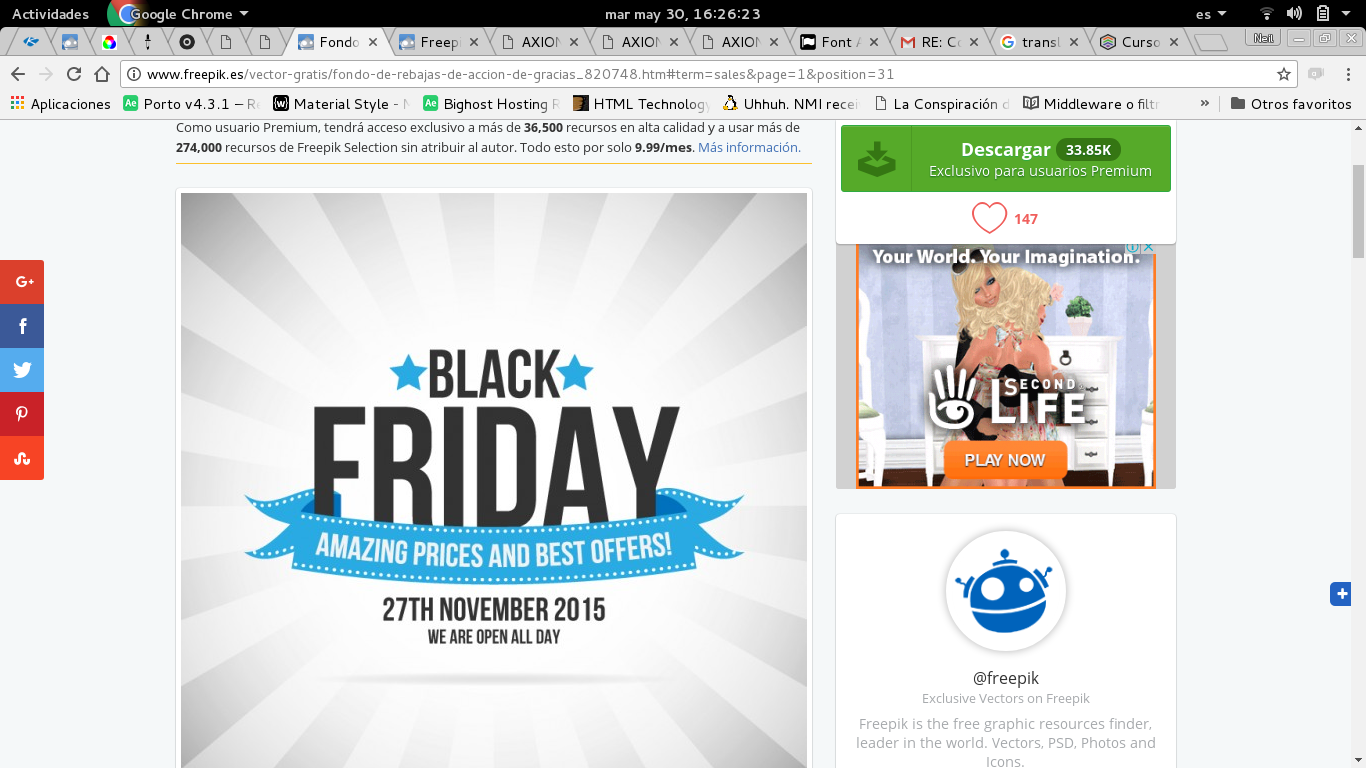 Actividades
Google Chrome
mar may 30, 16:26:23
es
Fondo
Freepi
AXION
AXION
AXION
Font A
RE: Co
transl
Curso
Neil
www.freepik.es/vector-gratis/fondo-de-rebajas-de-accion-de-gracias_820748.htm#term=sales&page=1&position=31
Aplicaciones
Porto v4.3.1 – Re
Material Style - 
Bighost Hosting
HTML Technology
Uhhuh. NMI recei
La Conspiración d
Middleware o filtr
»
Otros favoritos
Como usuario Premium, tendrá acceso exclusivo a más de 36,500 recursos en alta calidad y a usar más de
274,000 recursos de Freepik Selection sin atribuir al autor. Todo esto por solo 9.99/mes. Más información.
BLACK
FRIDAY
AMAZING PRICES AND BEST OFFERS!
27TH NOVEMBER 2015
WE ARE OPEN ALL DAY
G+
f
Descargar 33.85K
Exclusivo para usuarios Premium
147
Your World. Your Imagination.
SECOND
LIFE
PLAY NOW
@freepik
Exclusive Vectors on Freepik
Freepik is the free graphic resources finder,
leader in the world. Vectors, PSD, Photos and
Icons.